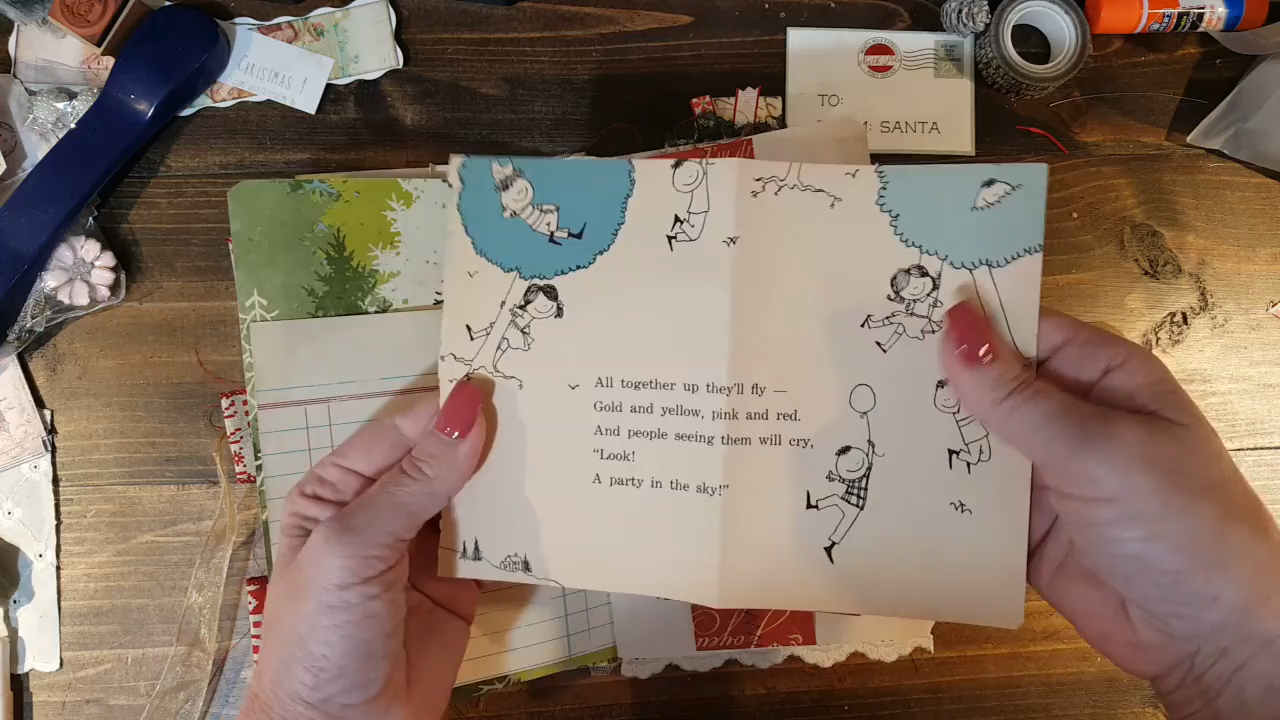 CHRISTMAS
TO:
: SANTA
All together up they'll fly —
Gold and yellow, pink and red.
And people seeing them will cry,
“Look!
A party in the sky!”
Joyeu